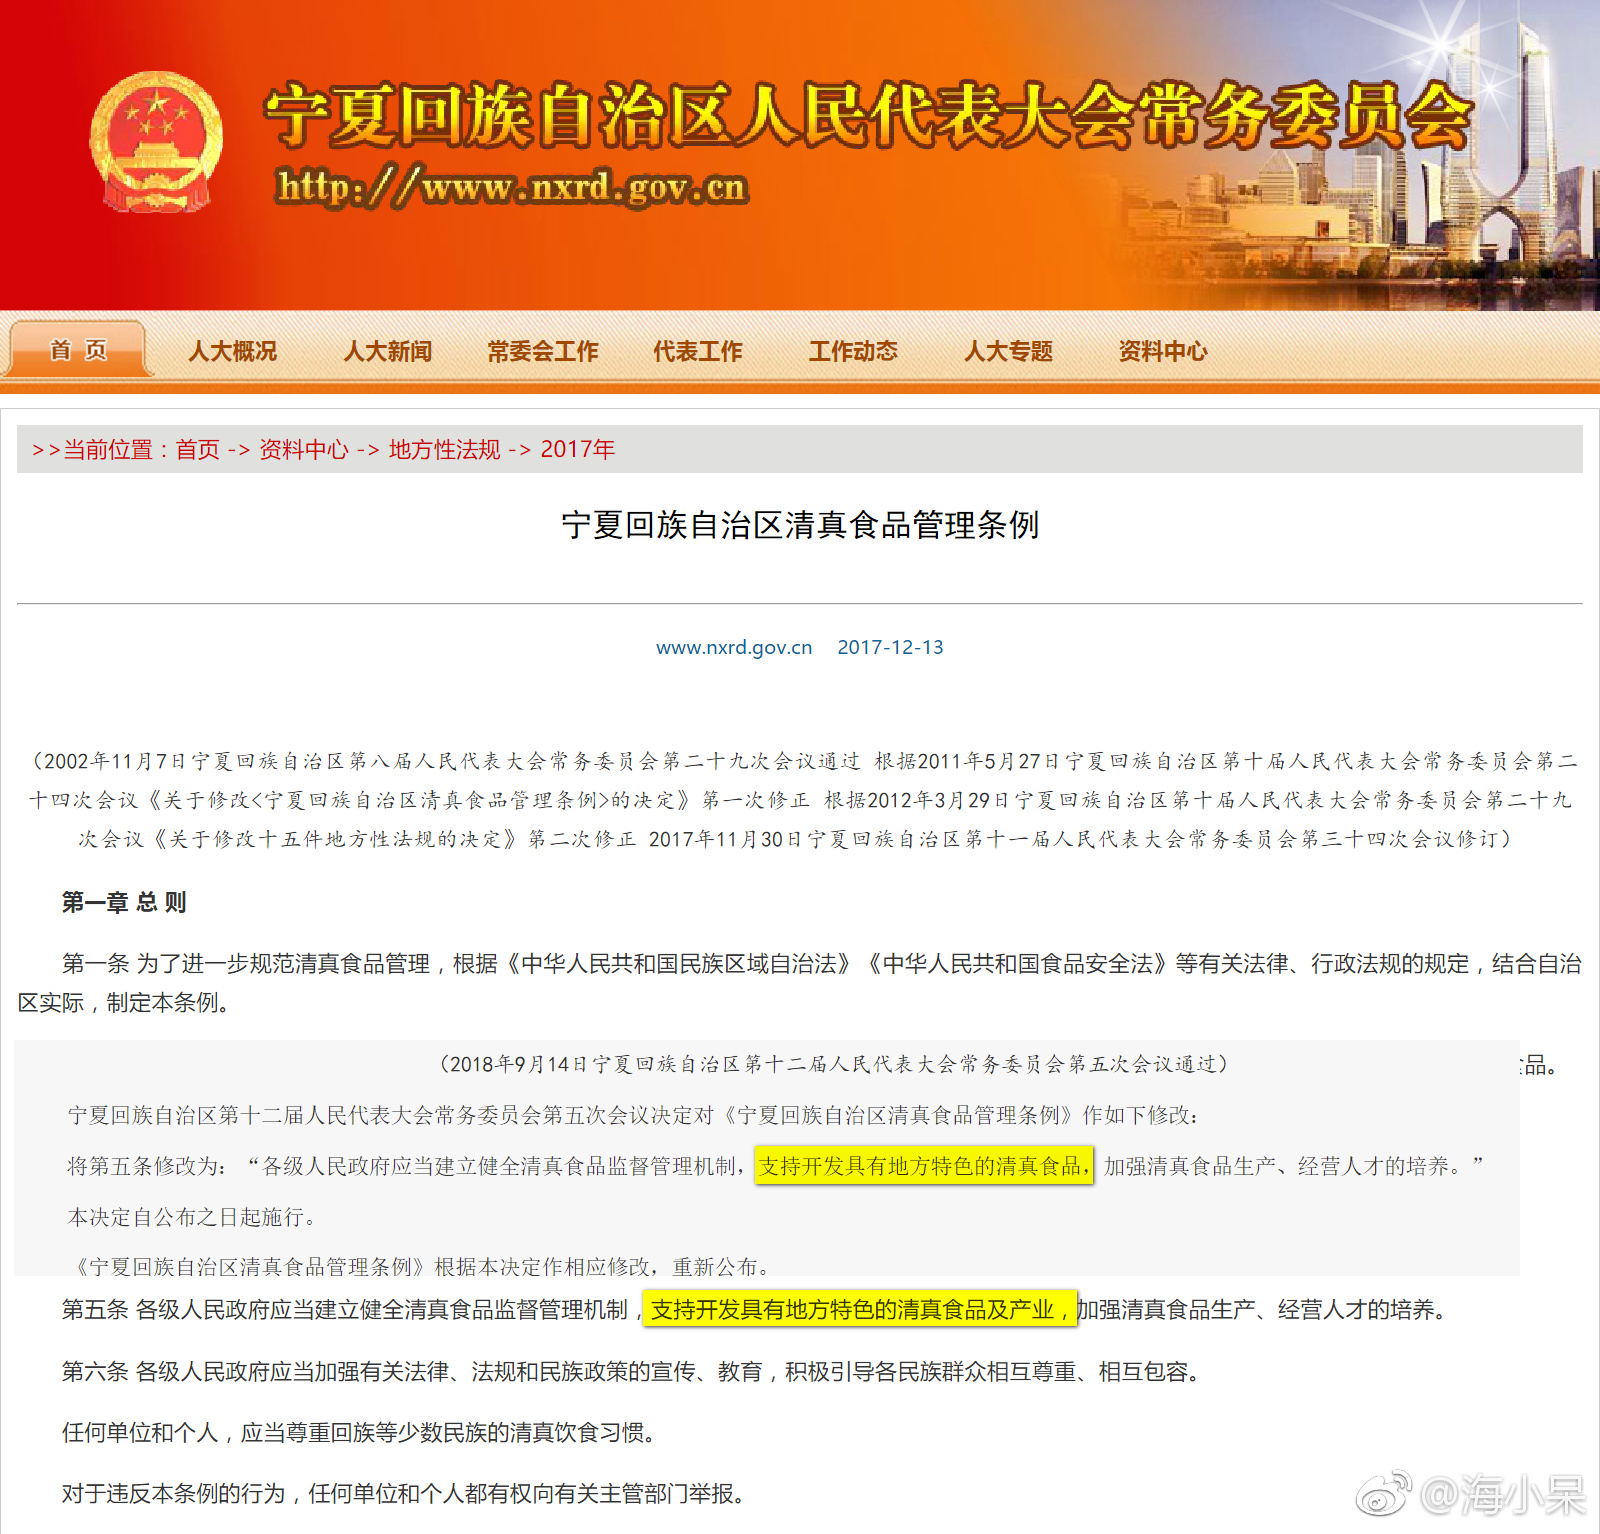 宁夏回族自治区人民代表大会常务委员会
http://www.nxrd.gov.cn
首 页 人大概况 人大新闻 常委会工作 代表工作 工作动态 人大专题 资料中心
>>当前位置：首页 -> 资料中心 -> 地方性法规 -> 2017年
宁夏回族自治区清真食品管理条例
www.nxrd.gov.cn 2017-12-13
（2002年11月7日宁夏回族自治区第八届人民代表大会常务委员会第二十九次会议通过 根据2011年5月27日宁夏回族自治区第十届人民代表大会常务委员会第二
十四次会议《关于修改<宁夏回族自治区清真食品管理条例>的决定》第一次修正 根据2012年3月29日宁夏回族自治区第十届人民代表大会常务委员会第二十九
次会议《关于修改十五件地方性法规的决定》第二次修正 2017年11月30日宁夏回族自治区第十一届人民代表大会常务委员会第三十四次会议修订）
第一章 总 则
第一条 为了进一步规范清真食品管理，根据《中华人民共和国民族区域自治法》《中华人民共和国食品安全法》等有关法律、行政法规的规定，结合自治
区实际，制定本条例。
（2018年9月14日宁夏回族自治区第十二届人民代表大会常务委员会第五次会议通过） 品。
宁夏回族自治区第十二届人民代表大会常务委员会第五次会议决定对《宁夏回族自治区清真食品管理条例》作如下修改：
将第五条修改为：“各级人民政府应当建立健全清真食品监督管理机制，支持开发具有地方特色的清真食品，加强清真食品生产、经营人才的培养。”
本决定自公布之日起施行。
《宁夏回族自治区清真食品管理条例》根据本决定作相应修改，重新公布。
第五条 各级人民政府应当建立健全清真食品监督管理机制，支持开发具有地方特色的清真食品及产业，加强清真食品生产、经营人才的培养。
第六条 各级人民政府应当加强有关法律、法规和民族政策的宣传、教育，积极引导各民族群众相互尊重、相互包容。
任何单位和个人，应当尊重回族等少数民族的清真饮食习惯。
对于违反本条例的行为，任何单位和个人都有权向有关主管部门举报。
@海小呆